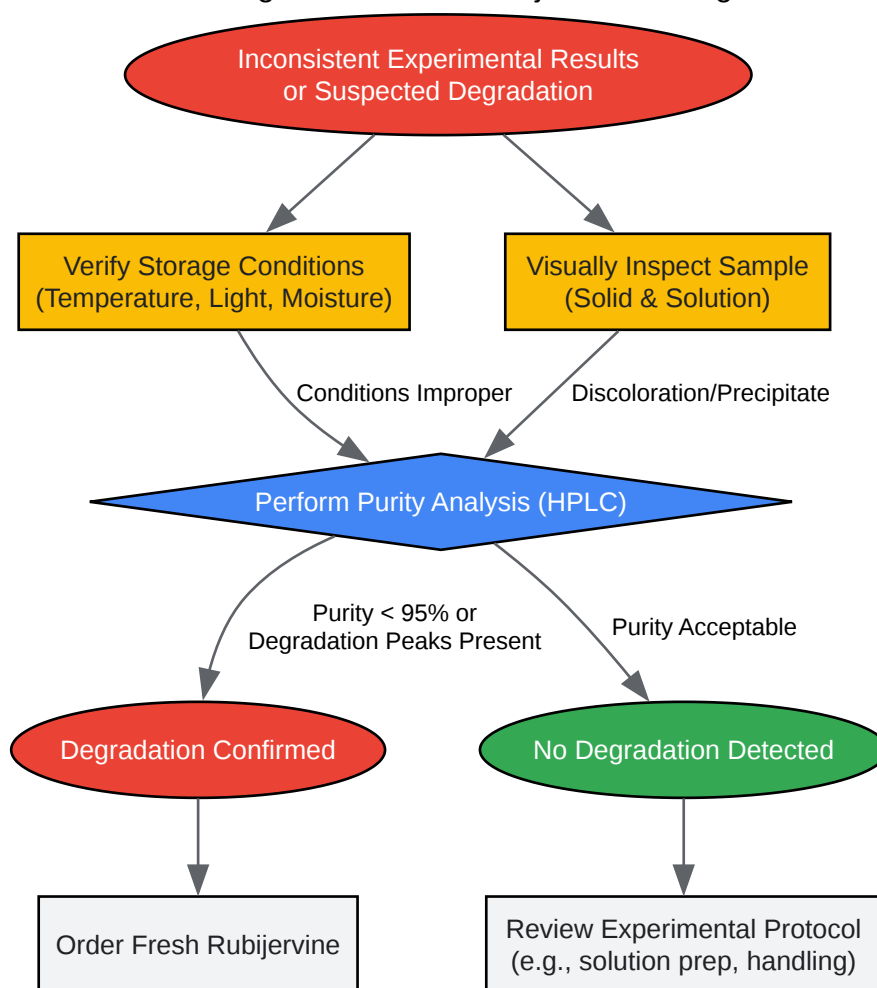 Inconsistent Experimental Results
or Suspected Degradation
Verify Storage Conditions
(Temperature, Light, Moisture)
Visually Inspect Sample
(Solid & Solution)
Conditions Improper
Discoloration/Precipitate
Perform Purity Analysis (HPLC)
Purity < 95% or
Degradation Peaks Present
Purity Acceptable
Degradation Confirmed
No Degradation Detected
Order Fresh Rubijervine
Review Experimental Protocol
(e.g., solution prep, handling)